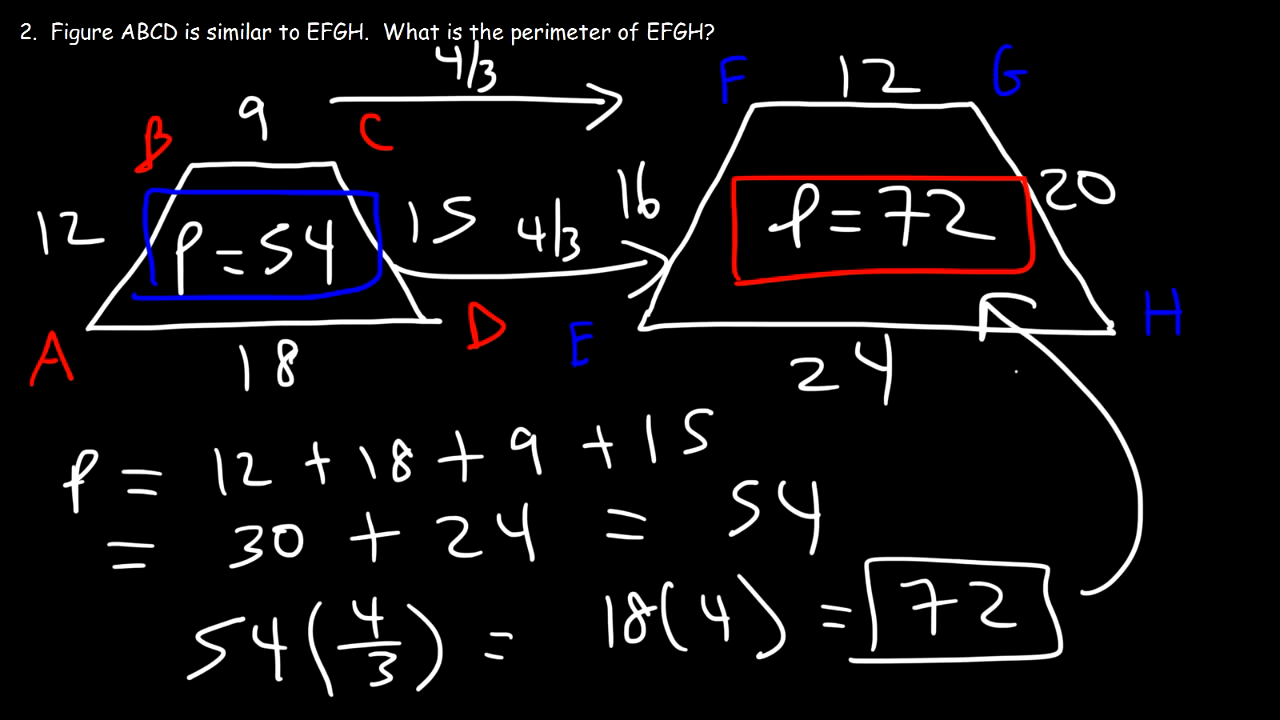 2. Figure ABCD is similar to EFGH. What is the perimeter of EFGH?
4/3
F 12 G
9
B C
12 P = 54 15 4/3 16 P = 72 20
A 18 D E 24 H
P = 12 + 18 + 9 + 15
= 30 + 24 = 54
54(4/3) = 18(4) = 72